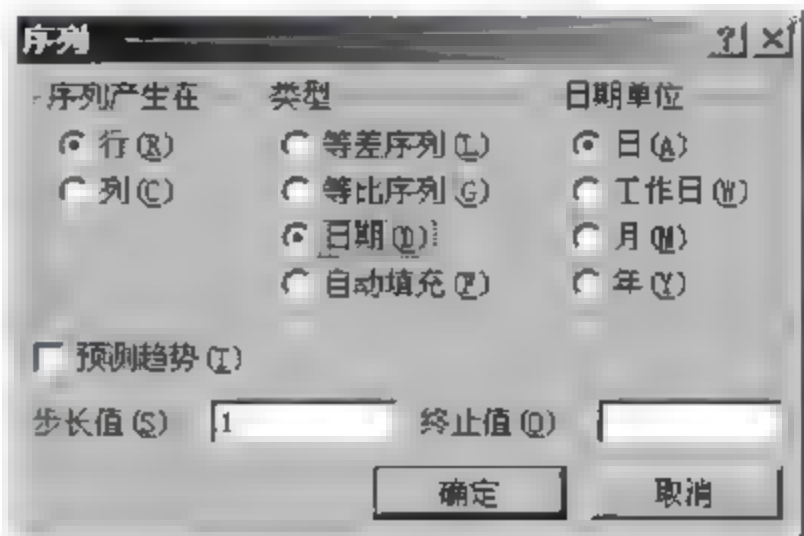 序列
序列产生在 类型 日期单位
行(R) 等差序列(L) 日(A)
列(C) 等比序列(G) 工作日(W)
日期(D) 月(M)
自动填充(F) 年(Y)
预测趋势(T)
步长值(S) 1 终止值(O)
确定 取消